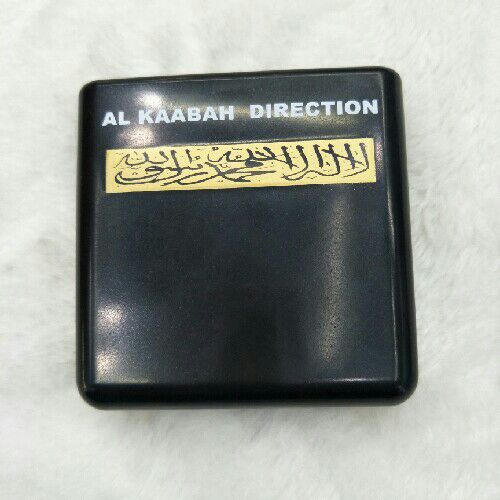 AL KAABAH DIRECTION
لا اله الا الله محمد رسول الله